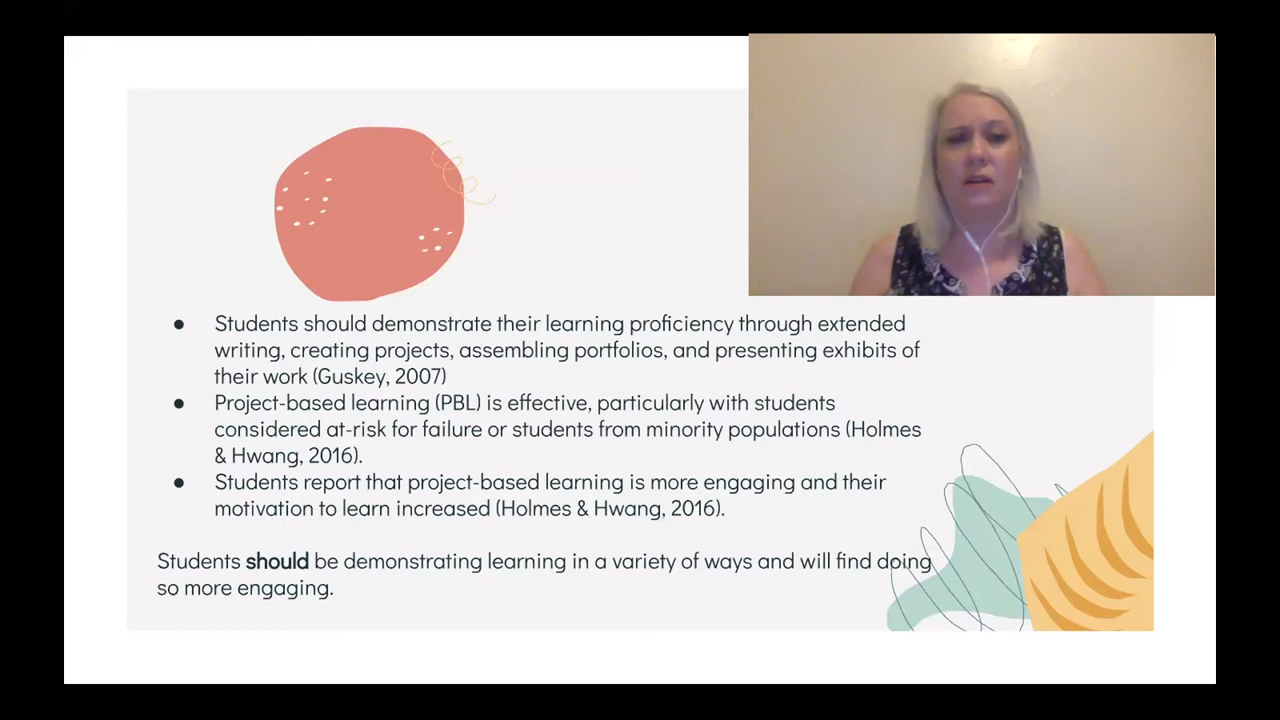 ● Students should demonstrate their learning proficiency through extended
writing, creating projects, assembling portfolios, and presenting exhibits of
their work (Guskey, 2007)
● Project-based learning (PBL) is effective, particularly with students
considered at-risk for failure or students from minority populations (Holmes
& Hwang, 2016).
● Students report that project-based learning is more engaging and their
motivation to learn increased (Holmes & Hwang, 2016).
Students should be demonstrating learning in a variety of ways and will find doing
so more engaging.